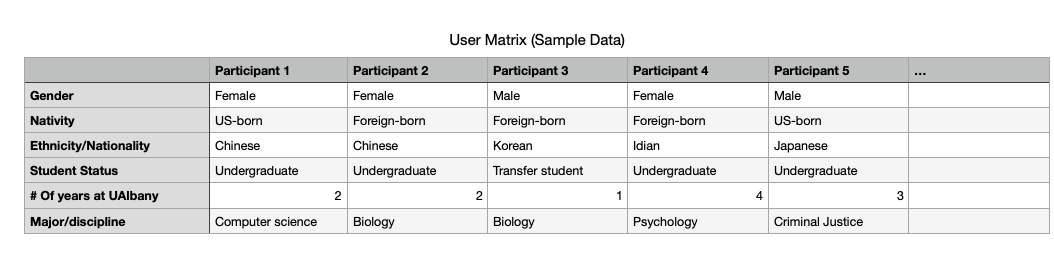 User Matrix (Sample Data)
Participant 1 Participant 2 Participant 3 Participant 4 Participant 5 ...
Gender Female Female Male Female Male
Nativity US-born Foreign-born Foreign-born Foreign-born US-born
Ethnicity/Nationality Chinese Chinese Korean Idian Japanese
Student Status Undergraduate Undergraduate Transfer student Undergraduate Undergraduate
# Of years at UAlbany 2 2 1 4 3
Major/discipline Computer science Biology Biology Psychology Criminal Justice